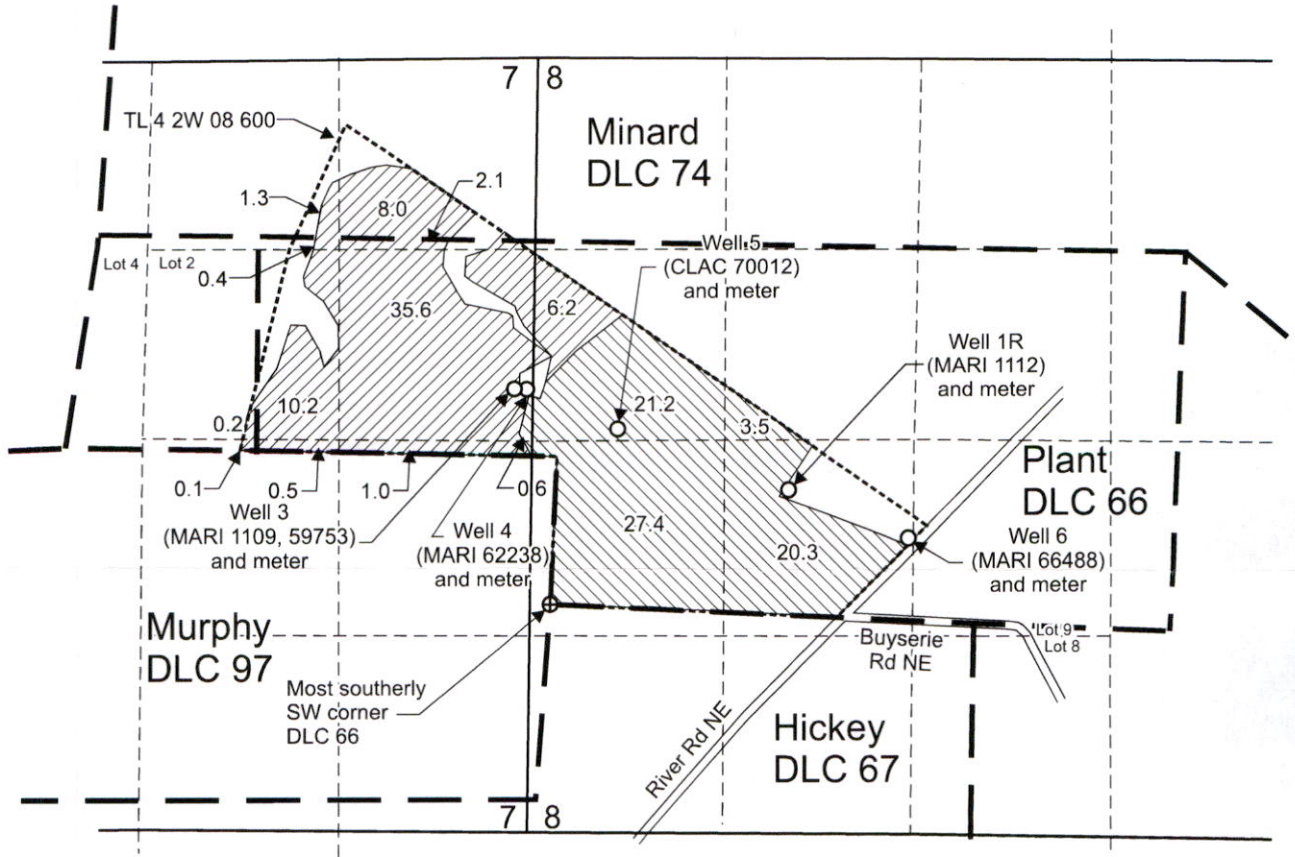 7 8
TL 4 2W 08 600
Minard
DLC 74
1.3
8.0
2.1
Lot 4
Lot 2
0.4
35.6
6.2
Well 5
(CLAC 70012)
and meter
Well 1R
(MARI 1112)
and meter
10.2
21.2
3.5
0.2
Plant
DLC 66
0.1
0.5
1.0
0.6
Well 3
(MARI 1109, 59753)
and meter
Well 4
(MARI 62238)
and meter
27.4
20.3
Well 6
(MARI 66488)
and meter
Murphy
DLC 97
Buyserie
Rd NE
Lot 9
Lot 8
Most southerly
SW corner
DLC 66
River Rd NE
Hickey
DLC 67
7 8